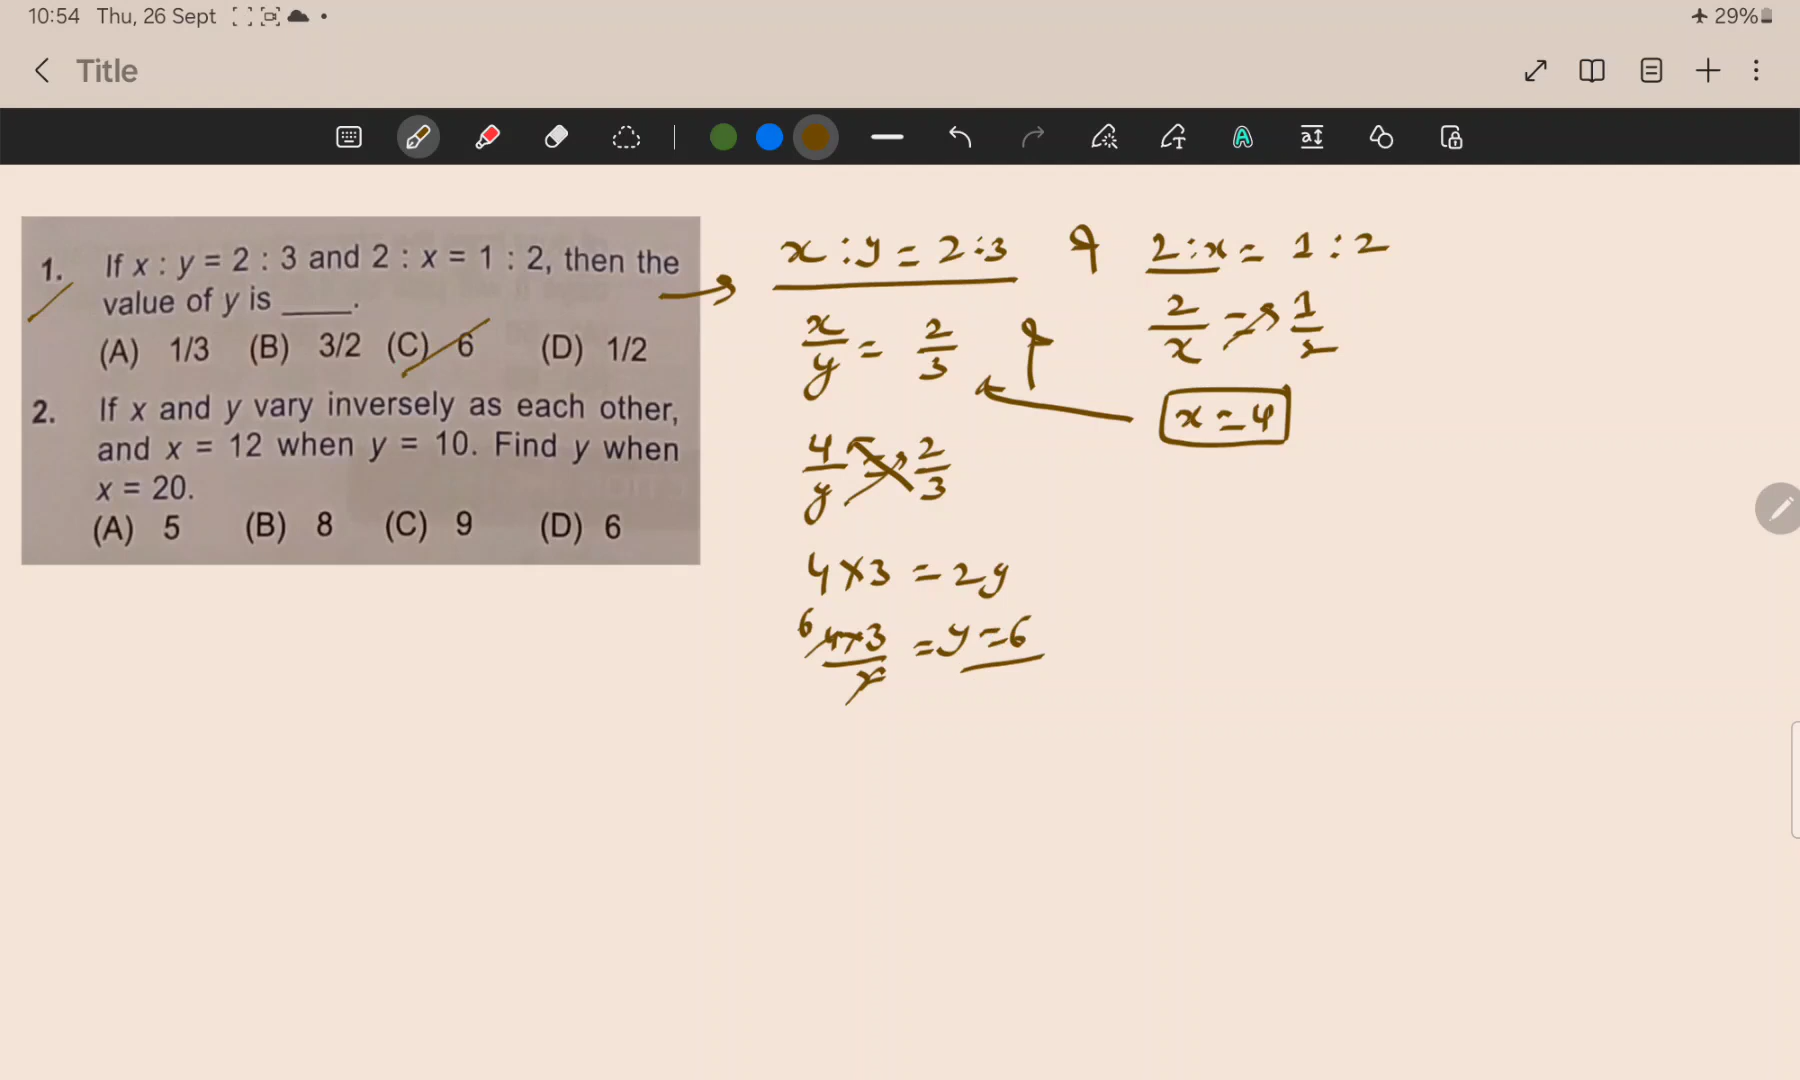 10:54 Thu, 26 Sept
29%
Title
1. If x : y = 2 : 3 and 2 : x = 1 : 2, then the
value of y is _____.
(A) 1/3 (B) 3/2 (C) 6 (D) 1/2
2. If x and y vary inversely as each other,
and x = 12 when y = 10. Find y when
x = 20.
(A) 5 (B) 8 (C) 9 (D) 6
x : y = 2 : 3
2 : x = 1 : 2
x/y = 2/3
2/x = 1/2
x = 4
4/y = 2/3
4×3 = 2y
6 4×3/2 = y = 6